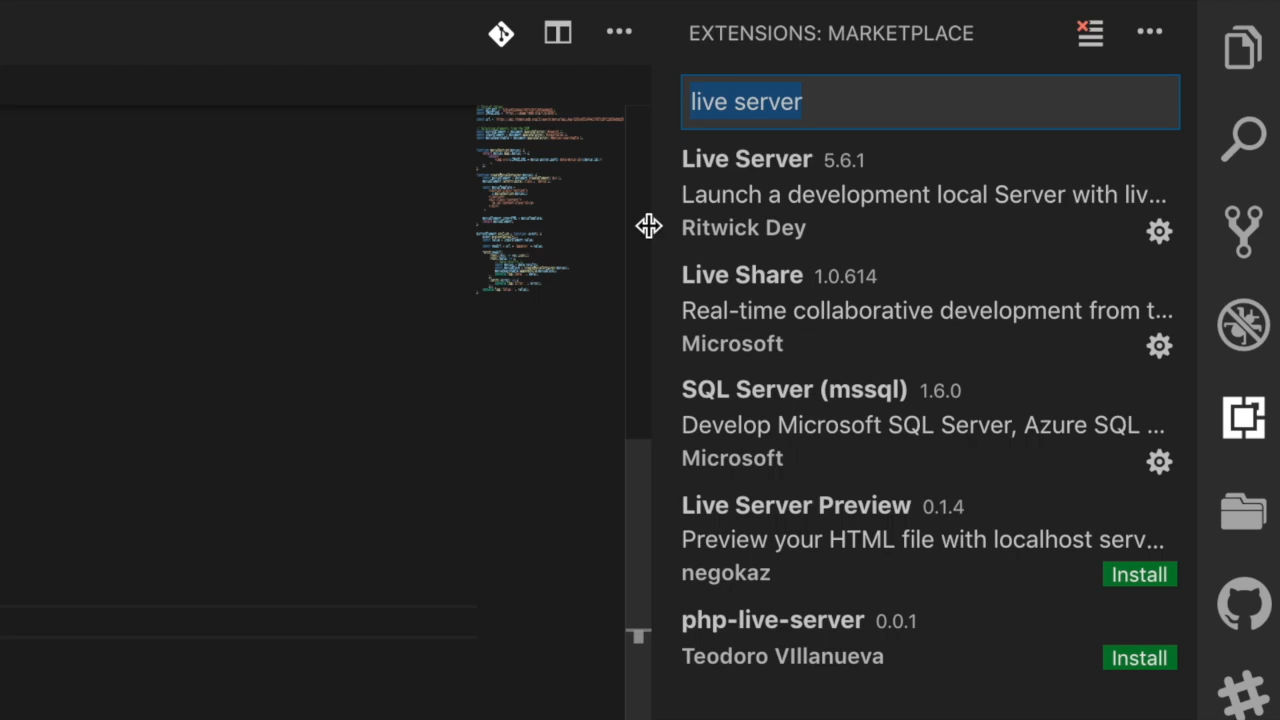 EXTENSIONS: MARKETPLACE
live server
Live Server 5.6.1
Launch a development local Server with liv...
Ritwick Dey
Live Share 1.0.614
Real-time collaborative development from t...
Microsoft
SQL Server (mssql) 1.6.0
Develop Microsoft SQL Server, Azure SQL ...
Microsoft
Live Server Preview 0.1.4
Preview your HTML file with localhost serv...
negokaz
Install
php-live-server 0.0.1
Teodoro VIllanueva
Install